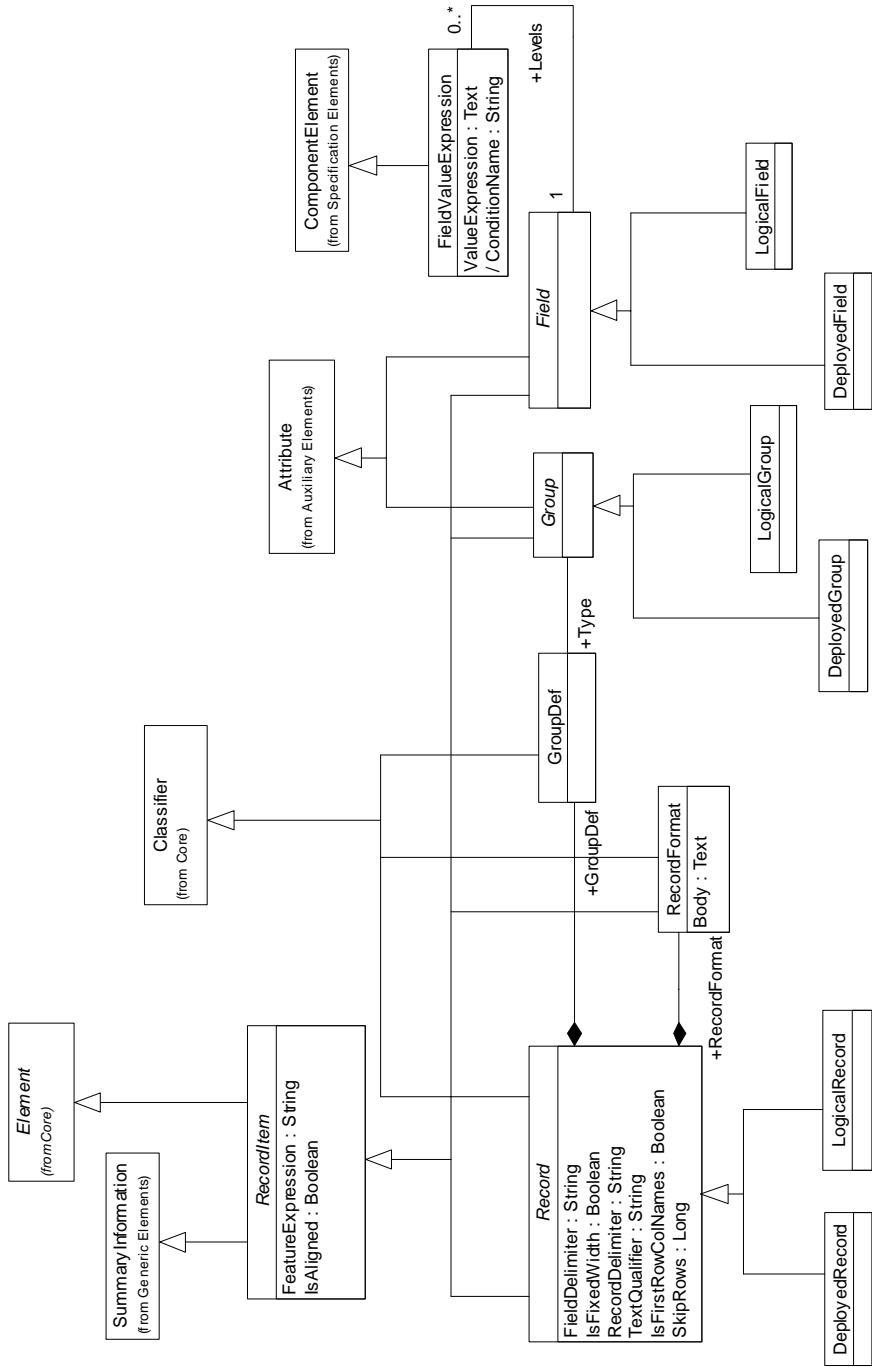 Element
(fromCore)
SummaryInformation
(from Generic Elements)
RecordItem
FeatureExpression : String
IsAligned : Boolean
Classifier
(from Core)
Attribute
(from Auxiliary Elements)
ComponentElement
(from Specification Elements)
FieldValueExpression
ValueExpression : Text
/ ConditionName : String
0..*
+Levels
1
Record
FieldDelimiter : String
IsFixedWidth : Boolean
RecordDelimiter : String
TextQualifier : String
IsFirstRowColNames : Boolean
SkipRows : Long
+GroupDef
+RecordFormat
RecordFormat
Body : Text
GroupDef
+Type
Group
Field
DeployedRecord
LogicalRecord
DeployedGroup
LogicalGroup
DeployedField
LogicalField